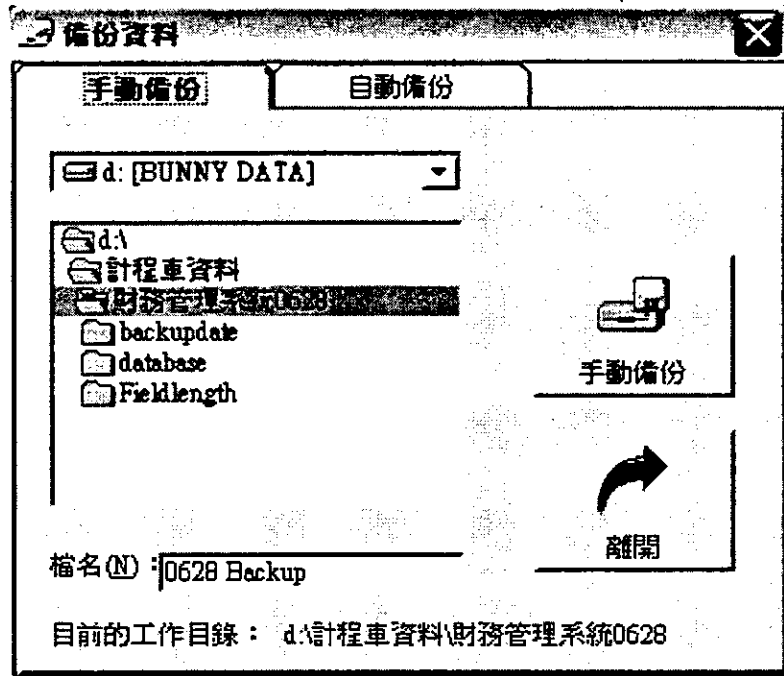 備份資料
手動備份
自動備份
d: [BUNNY DATA]
d:\
計程車資料
財務管理系統0628
backupdate
database
Fieldlength
手動備份
離開
檔名(N)：0628 Backup
目前的工作目錄： d:\計程車資料\財務管理系統0628